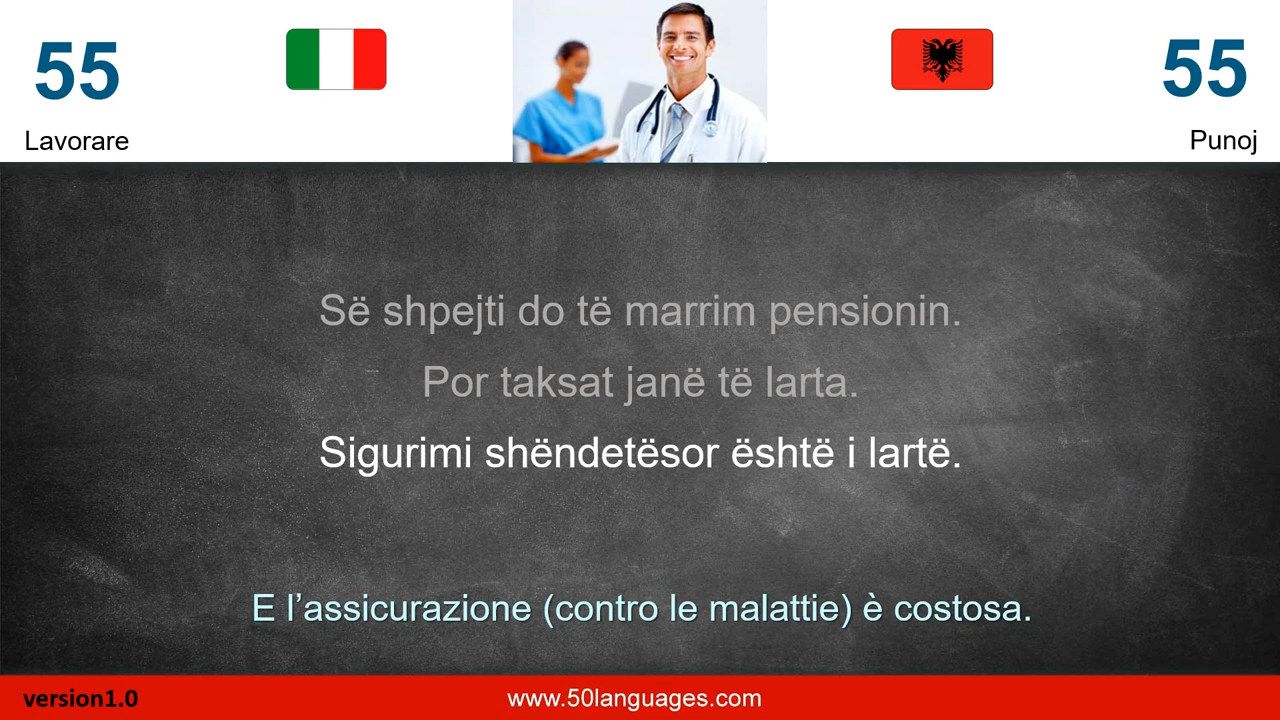 55
55
Lavorare
Punoj
Së shpejti do të marrim pensionin.
Por taksat janë të larta.
Sigurimi shëndetësor është i lartë.
E l’assicurazione (contro le malattie) è costosa.
version1.0
www.50languages.com